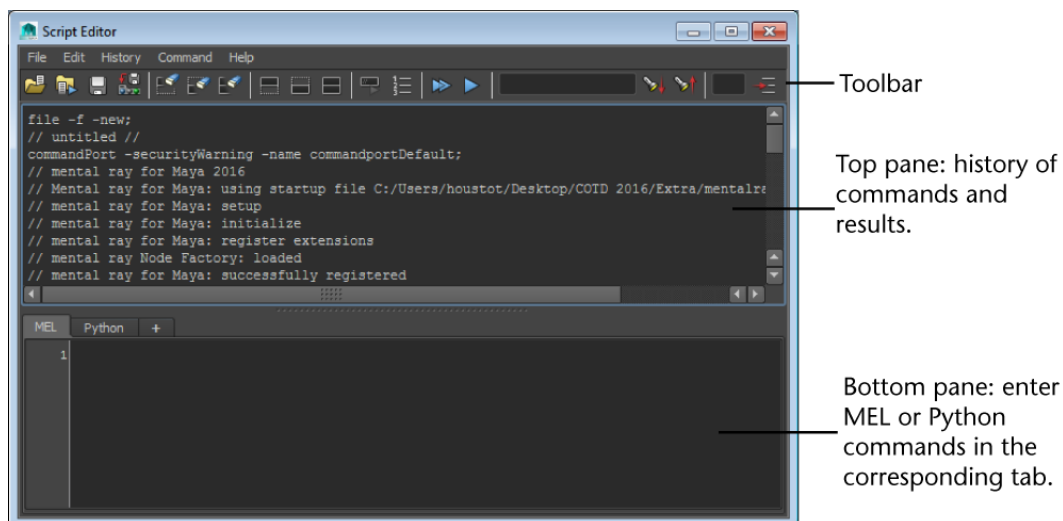 Script Editor
File Edit History Command Help
Toolbar
file -f -new;
// untitled //
commandPort -securityWarning -name commandportDefault;
// mental ray for Maya 2016
// Mental ray for Maya: using startup file C:/Users/houstot/Desktop/COTD 2016/Extra/mentalra
// mental ray for Maya: setup
// mental ray for Maya: initialize
// mental ray for Maya: register extensions
// mental ray Node Factory: loaded
// mental ray for Maya: successfully registered
Top pane: history of
commands and
results.
MEL Python +
1
Bottom pane: enter
MEL or Python
commands in the
corresponding tab.